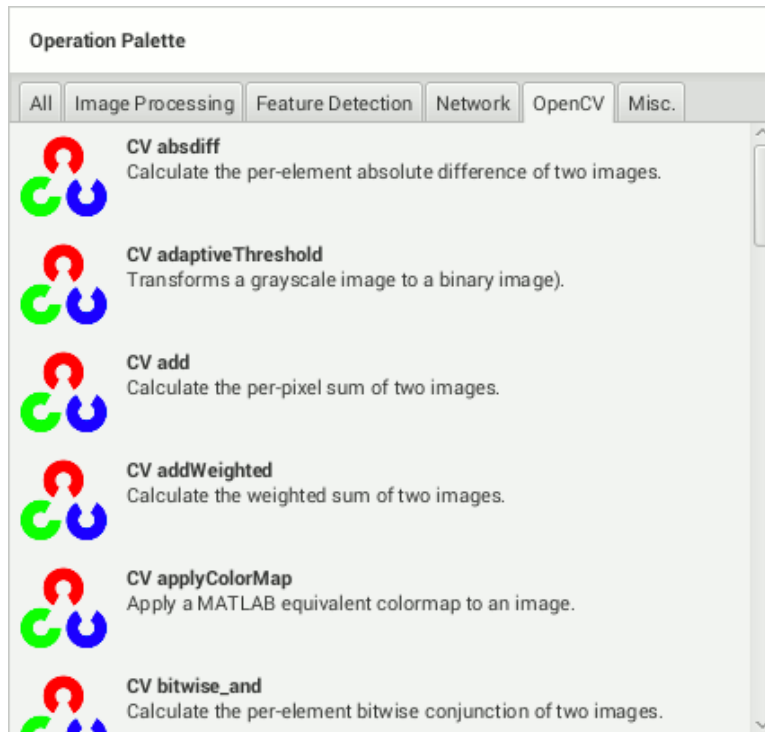 Operation Palette
All Image Processing Feature Detection Network OpenCV Misc.
CV absdiff
Calculate the per-element absolute difference of two images.
CV adaptiveThreshold
Transforms a grayscale image to a binary image).
CV add
Calculate the per-pixel sum of two images.
CV addWeighted
Calculate the weighted sum of two images.
CV applyColorMap
Apply a MATLAB equivalent colormap to an image.
CV bitwise_and
Calculate the per-element bitwise conjunction of two images.